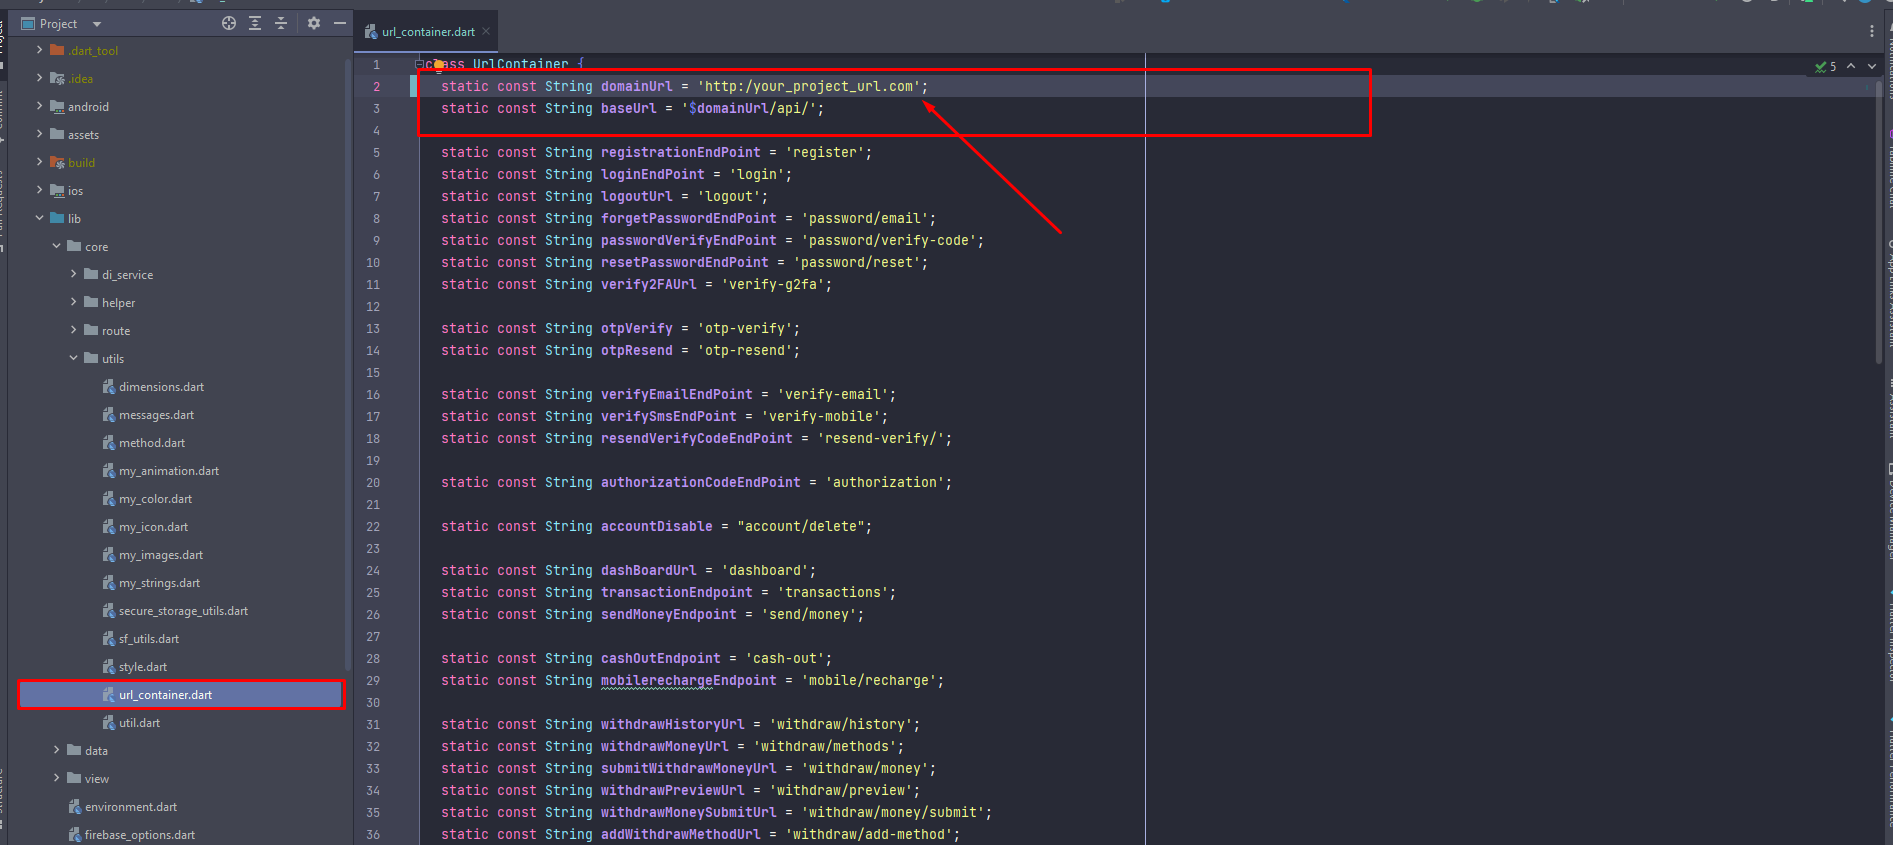 Project
.dart_tool
.idea
android
assets
build
ios
lib
core
di_service
helper
route
utils
dimensions.dart
messages.dart
method.dart
my_animation.dart
my_color.dart
my_icon.dart
my_images.dart
my_strings.dart
secure_storage_utils.dart
sf_utils.dart
style.dart
url_container.dart
util.dart
data
view
environment.dart
firebase_options.dart
url_container.dart
5
1 class UrlContainer {
2 static const String domainUrl = 'http:/your_project_url.com';
3 static const String baseUrl = '$domainUrl/api/';
4
5 static const String registrationEndPoint = 'register';
6 static const String loginEndPoint = 'login';
7 static const String logoutUrl = 'logout';
8 static const String forgetPasswordEndPoint = 'password/email';
9 static const String passwordVerifyEndPoint = 'password/verify-code';
10 static const String resetPasswordEndPoint = 'password/reset';
11 static const String verify2FAUrl = 'verify-g2fa';
12
13 static const String otpVerify = 'otp-verify';
14 static const String otpResend = 'otp-resend';
15
16 static const String verifyEmailEndPoint = 'verify-email';
17 static const String verifySmsEndPoint = 'verify-mobile';
18 static const String resendVerifyCodeEndPoint = 'resend-verify/';
19
20 static const String authorizationCodeEndPoint = 'authorization';
21
22 static const String accountDisable = "account/delete";
23
24 static const String dashBoardUrl = 'dashboard';
25 static const String transactionEndpoint = 'transactions';
26 static const String sendMoneyEndpoint = 'send/money';
27
28 static const String cashOutEndpoint = 'cash-out';
29 static const String mobilerechargeEndpoint = 'mobile/recharge';
30
31 static const String withdrawHistoryUrl = 'withdraw/history';
32 static const String withdrawMoneyUrl = 'withdraw/methods';
33 static const String submitWithdrawMoneyUrl = 'withdraw/money';
34 static const String withdrawPreviewUrl = 'withdraw/preview';
35 static const String withdrawMoneySubmitUrl = 'withdraw/money/submit';
36 static const String addWithdrawMethodUrl = 'withdraw/add-method';